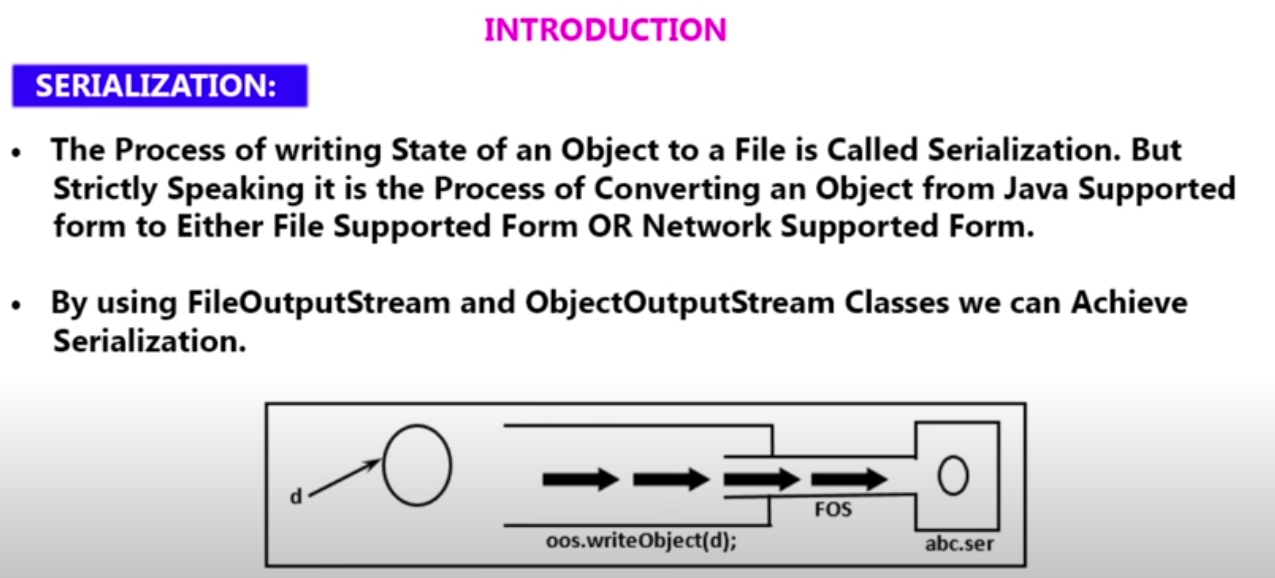 INTRODUCTION
SERIALIZATION:
• The Process of writing State of an Object to a File is Called Serialization. But
Strictly Speaking it is the Process of Converting an Object from Java Supported
form to Either File Supported Form OR Network Supported Form.
• By using FileOutputStream and ObjectOutputStream Classes we can Achieve
Serialization.
d
FOS
oos.writeObject(d);
abc.ser